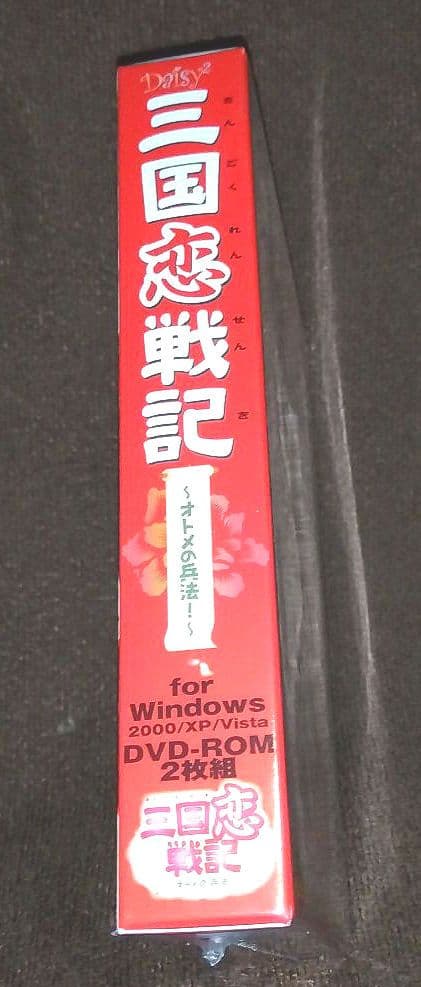 Daisy²
三国恋戦記
さんごくれんせんき
～オトメの兵法！～
for
Windows
2000/XP/Vista
DVD-ROM
2枚組
三国恋
戦記